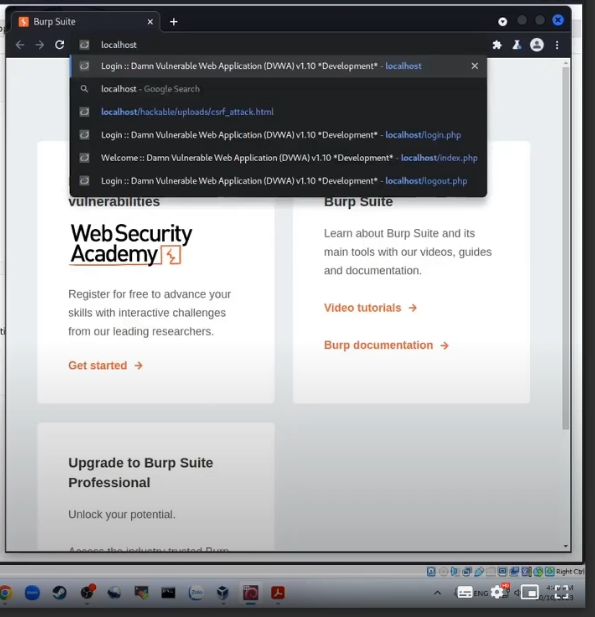 Burp Suite
localhost
Login :: Damn Vulnerable Web Application (DVWA) v1.10 *Development* - localhost
localhost - Google Search
localhost/hackable/uploads/csrf_attack.html
Login :: Damn Vulnerable Web Application (DVWA) v1.10 *Development* - localhost/login.php
Welcome :: Damn Vulnerable Web Application (DVWA) v1.10 *Development* - localhost/index.php
Login :: Damn Vulnerable Web Application (DVWA) v1.10 *Development* - localhost/logout.php
vulnerabilities
WebSecurity
Academy
Register for free to advance your
skills with interactive challenges
from our leading researchers.
Get started →
Burp Suite
Learn about Burp Suite and its
main tools with our videos, guides
and documentation.
Video tutorials →
Burp documentation →
Upgrade to Burp Suite
Professional
Unlock your potential.
Right Ctrl
ENG